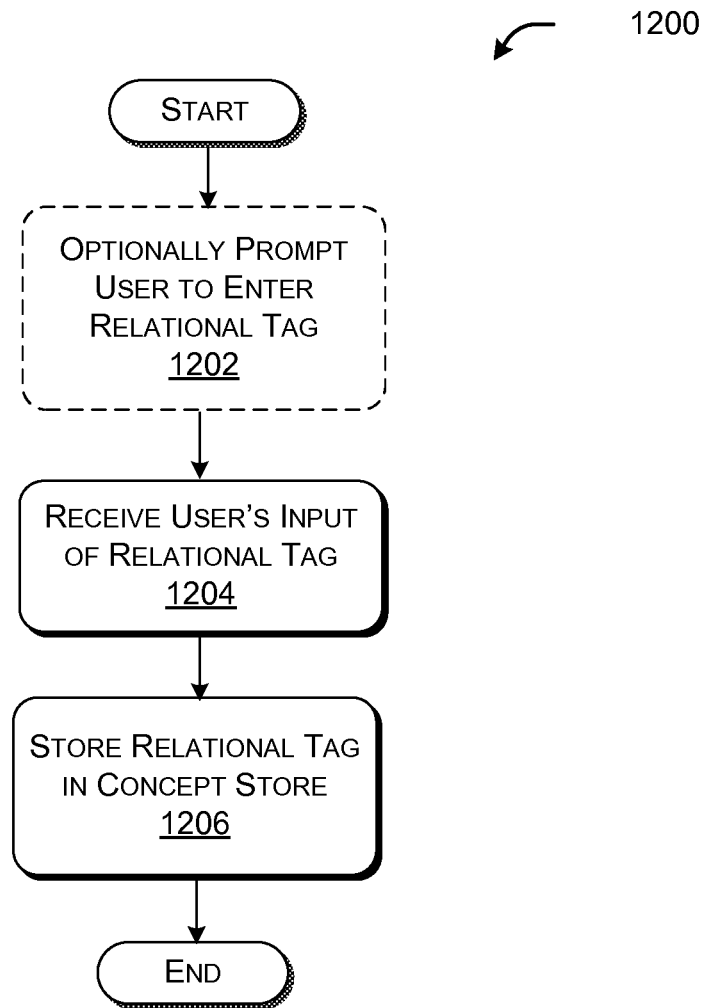 1200
START
OPTIONALLY PROMPT
USER TO ENTER
RELATIONAL TAG
1202
RECEIVE USER'S INPUT
OF RELATIONAL TAG
1204
STORE RELATIONAL TAG
IN CONCEPT STORE
1206
END